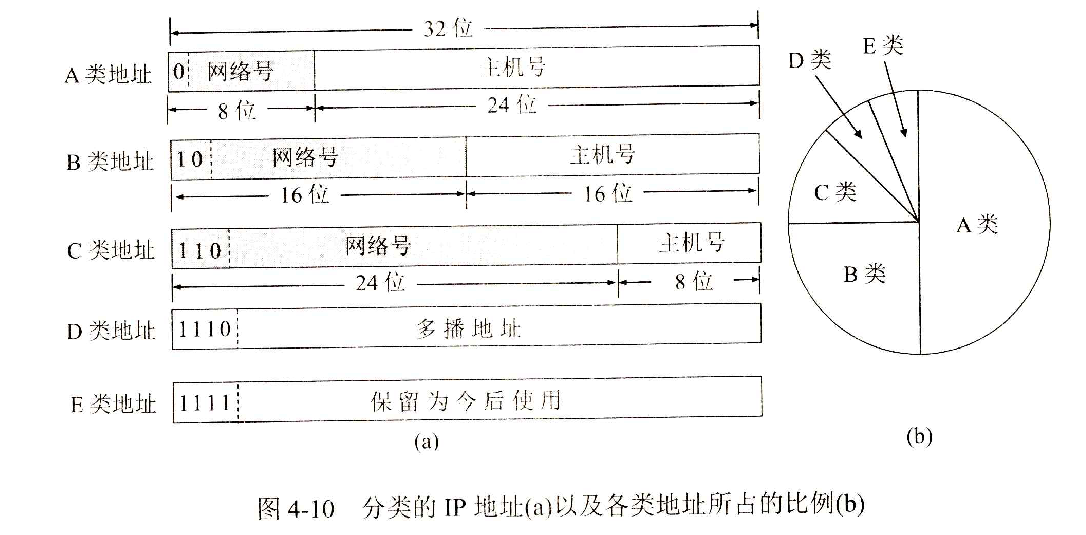 32 位
A 类地址 0 网络号 主机号
8 位 24 位
B 类地址 10 网络号 主机号
16 位 16 位
C 类地址 110 网络号 主机号
24 位 8 位
D 类地址 1110 多播地址
E 类地址 1111 保留为今后使用
(a)
D 类
E 类
C 类
A 类
B 类
(b)
图 4-10 分类的 IP 地址(a)以及各类地址所占的比例(b)